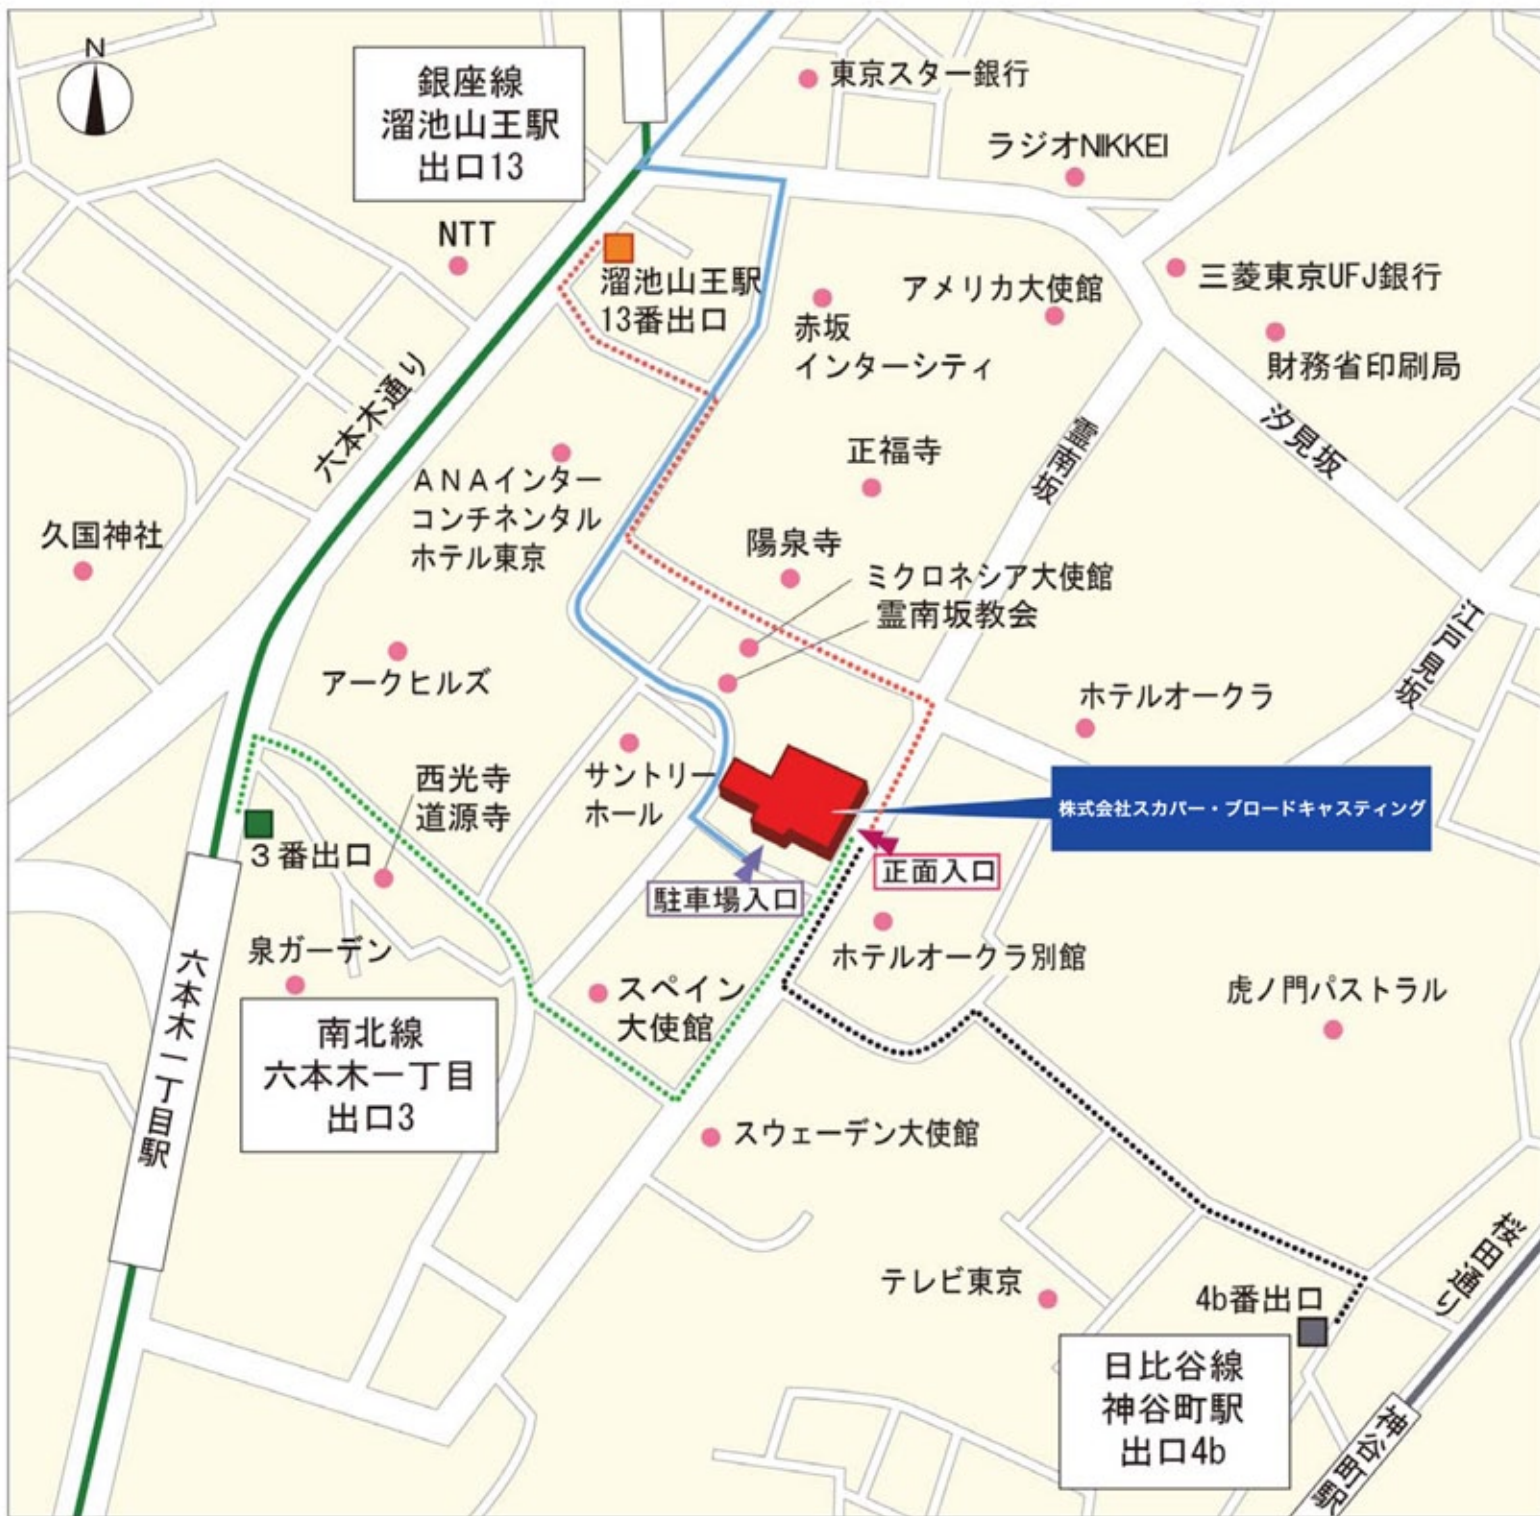 N
銀座線
溜池山王駅
出口13
東京スター銀行
ラジオNIKKEI
NTT
溜池山王駅
13番出口
赤坂
インターシティ
アメリカ大使館
三菱東京UFJ銀行
財務省印刷局
六本木通り
霊南坂
汐見坂
ANAインター
コンチネンタル
ホテル東京
正福寺
久国神社
陽泉寺
ミクロネシア大使館
霊南坂教会
江戸見坂
アークヒルズ
ホテルオークラ
西光寺
道源寺
サントリー
ホール
株式会社スカパー・ブロードキャスティング
3番出口
正面入口
駐車場入口
泉ガーデン
ホテルオークラ別館
スペイン
大使館
虎ノ門パストラル
六本木一丁目駅
南北線
六本木一丁目
出口3
スウェーデン大使館
桜田通り
テレビ東京
4b番出口
日比谷線
神谷町駅
出口4b
神谷町駅